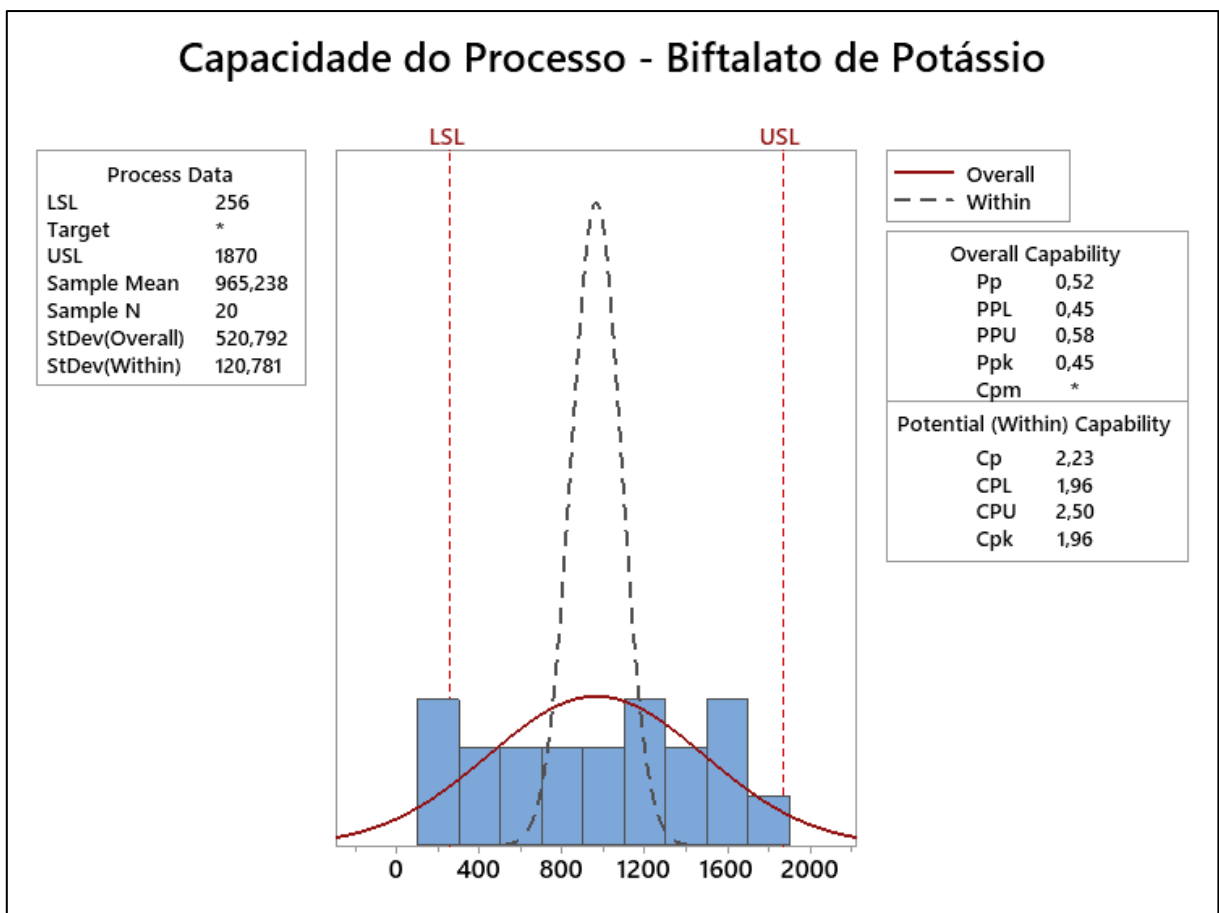 Capacidade do Processo - Biftalato de Potássio
LSL USL
Process Data
LSL 256
Target *
USL 1870
Sample Mean 965,238
Sample N 20
StDev(Overall) 520,792
StDev(Within) 120,781
Overall
Within
Overall Capability
Pp 0,52
PPL 0,45
PPU 0,58
Ppk 0,45
Cpm *
Potential (Within) Capability
Cp 2,23
CPL 1,96
CPU 2,50
Cpk 1,96
0 400 800 1200 1600 2000